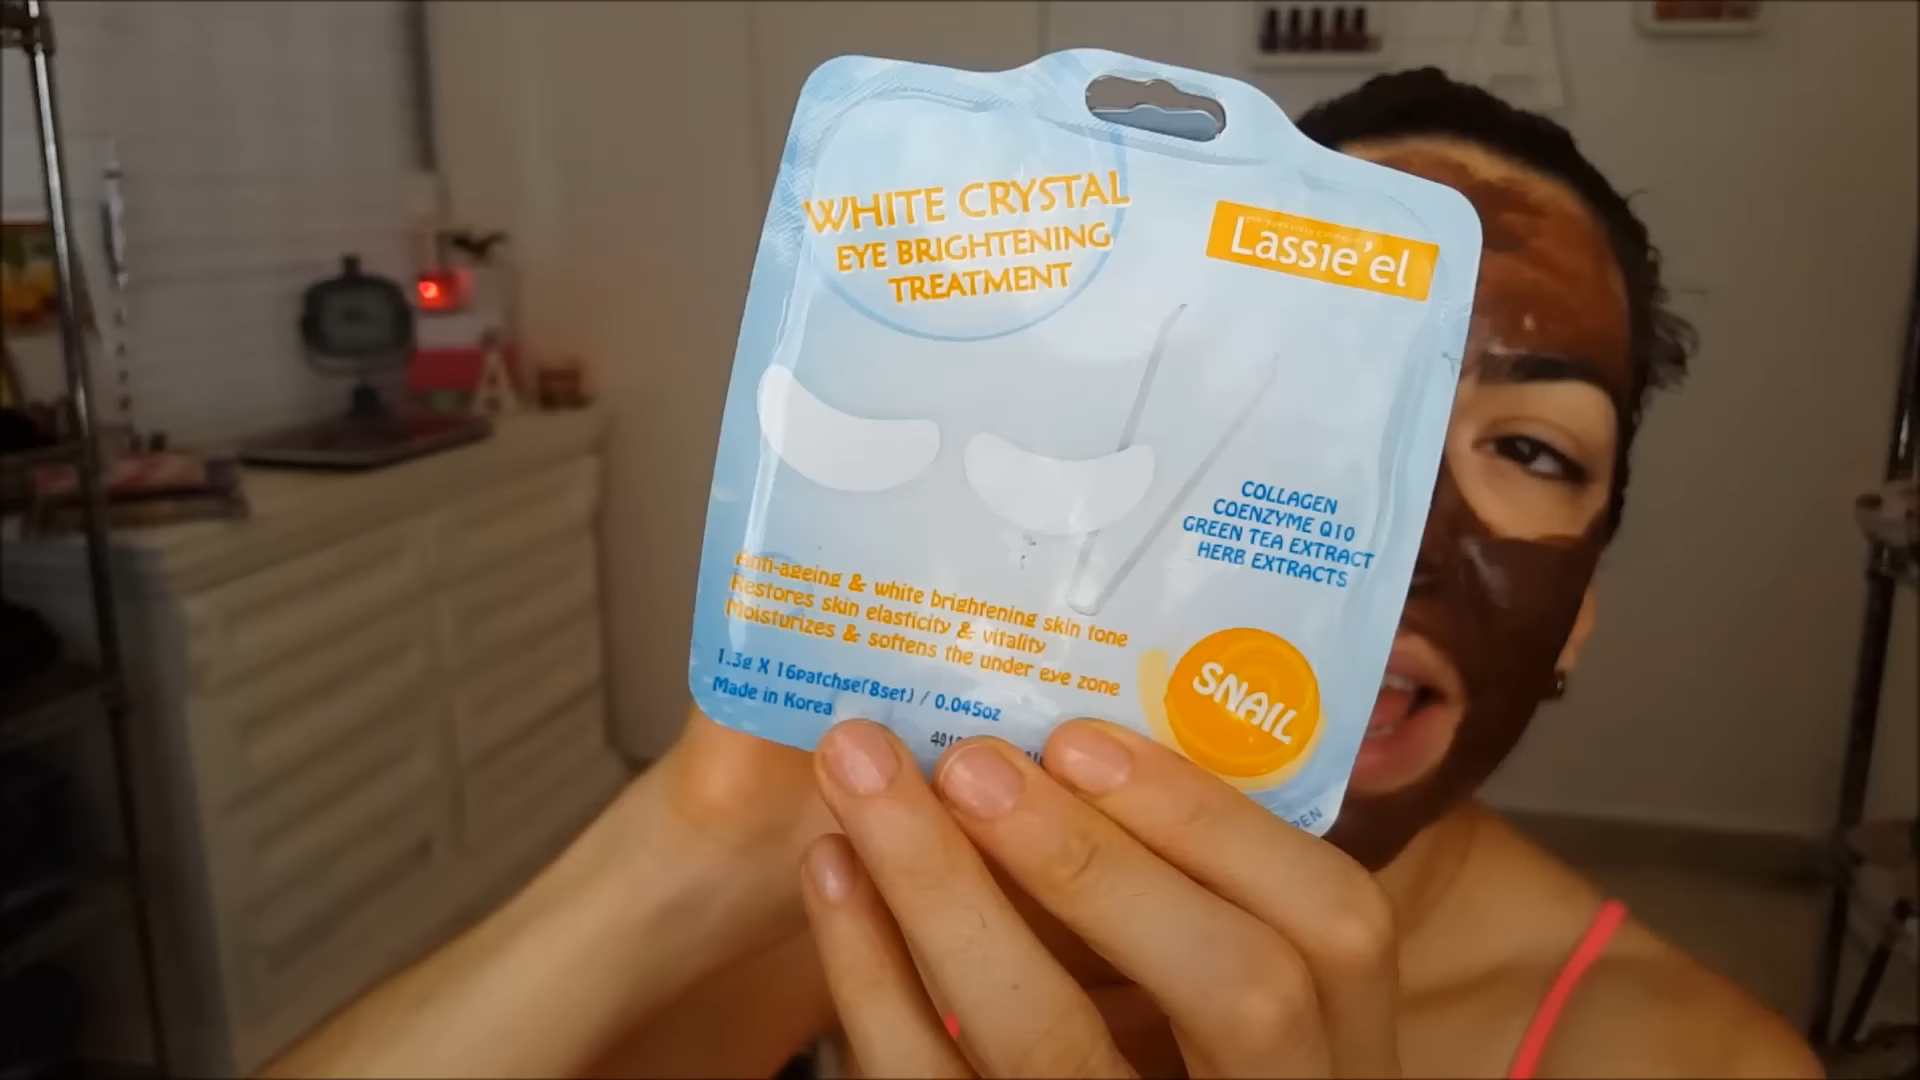 WHITE CRYSTAL
EYE BRIGHTENING
TREATMENT
Lassie'el
COLLAGEN
COENZYME Q10
GREEN TEA EXTRACT
HERB EXTRACTS
Anti-ageing & white brightening skin tone
Restores skin elasticity & vitality
Moisturizes & softens the under eye zone
1.3g X 16patchse(8set) / 0.045oz
Made in Korea
SNAIL